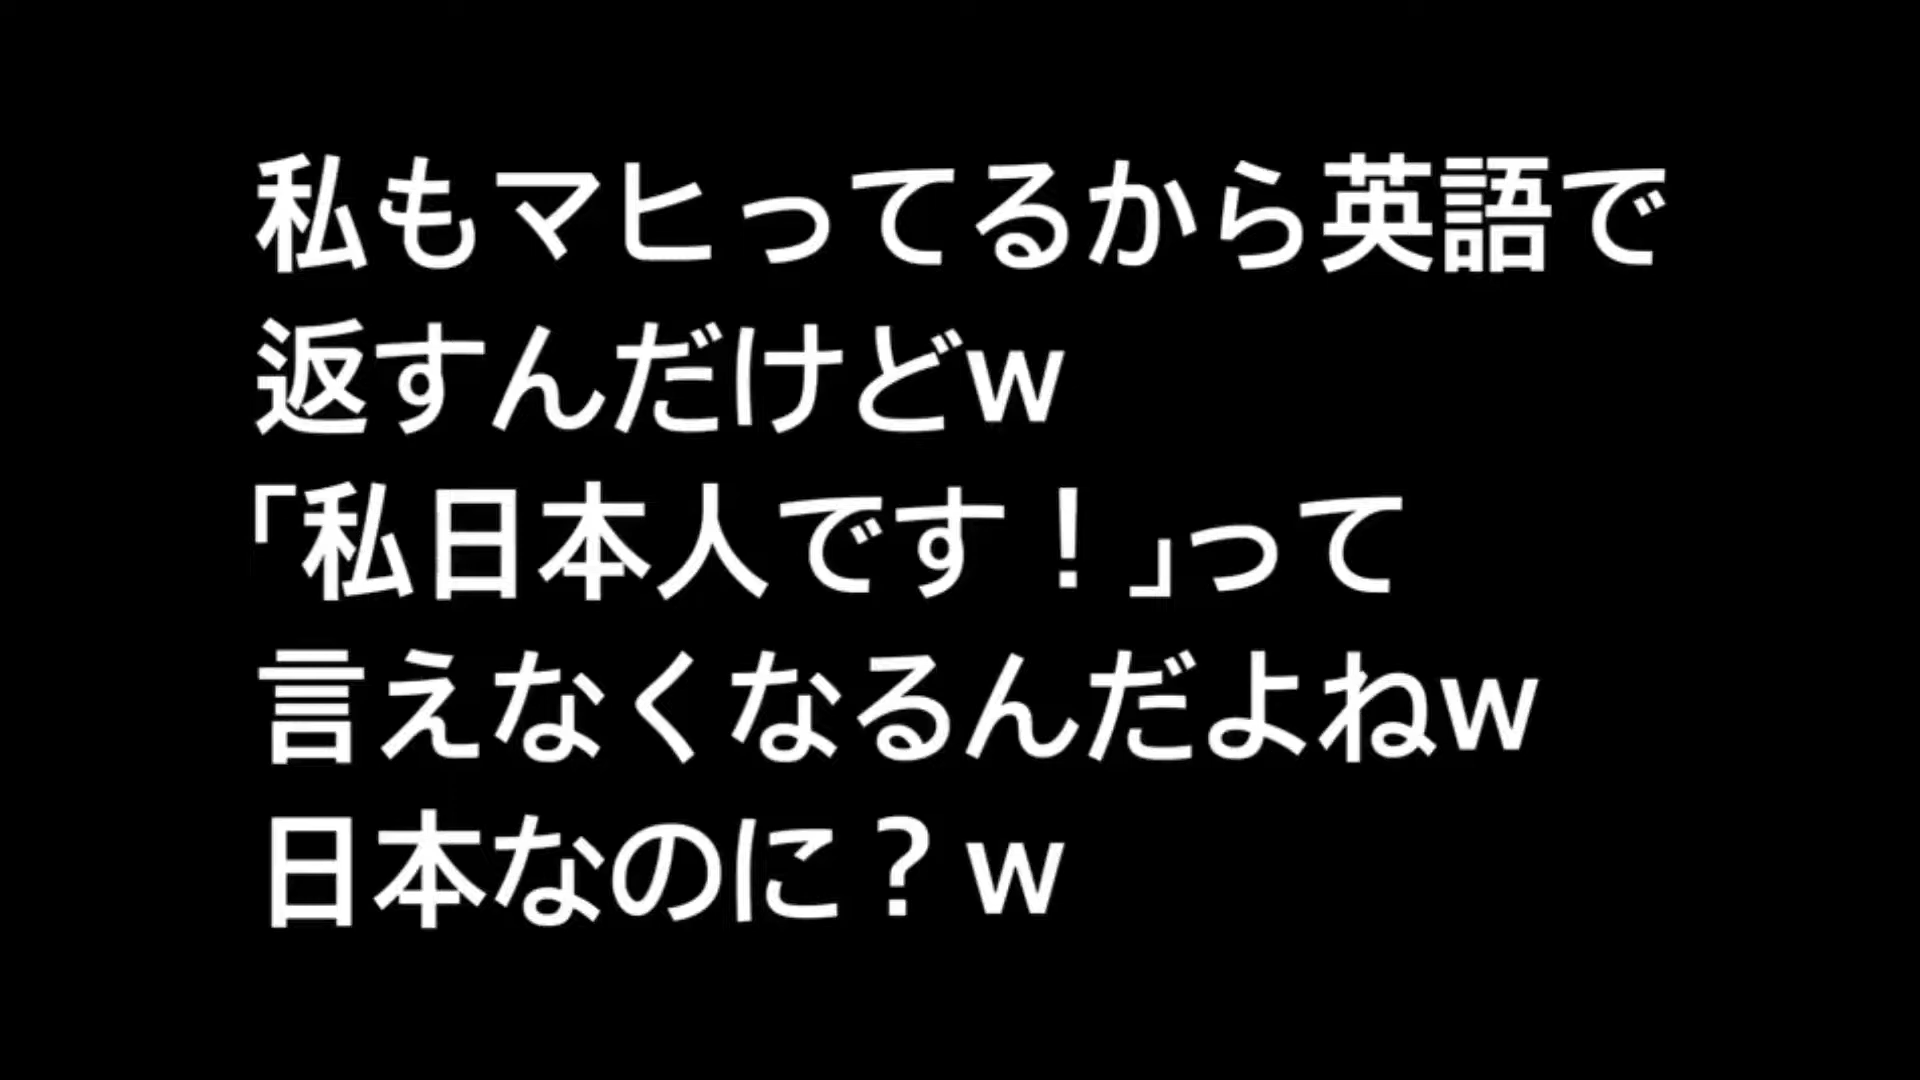 私もマヒってるから英語で
返すんだけどw
「私日本人です！」って
言えなくなるんだよねw
日本なのに？w